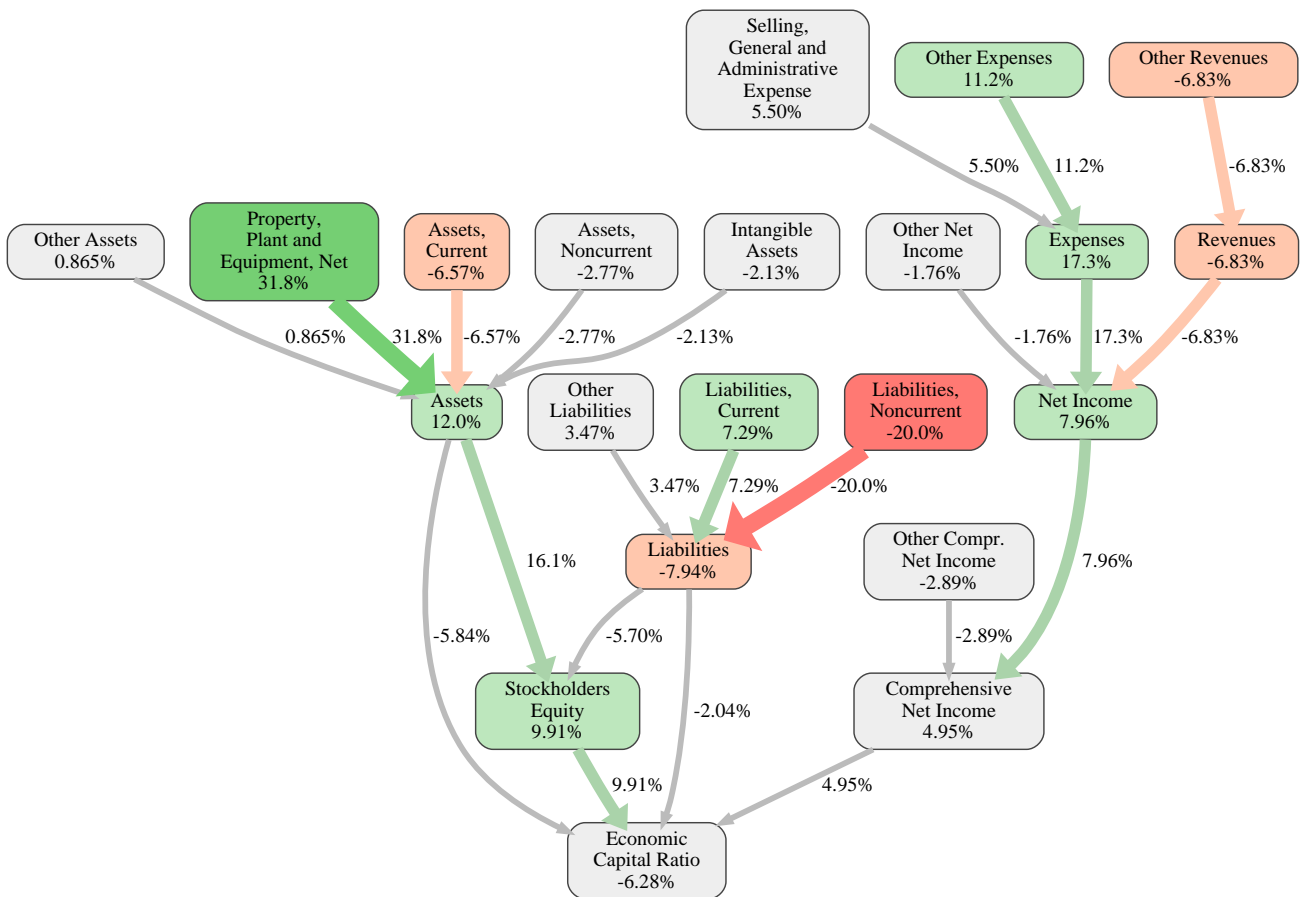 Selling,
General and
Administrative
Expense
5.50%
Other Expenses
11.2%
Other Revenues
-6.83%
5.50%
11.2%
-6.83%
Other Assets
0.865%
Property,
Plant and
Equipment, Net
31.8%
Assets,
Current
-6.57%
Assets,
Noncurrent
-2.77%
Intangible
Assets
-2.13%
Other Net
Income
-1.76%
Expenses
17.3%
Revenues
-6.83%
0.865%
31.8%
-6.57%
-2.77%
-2.13%
-1.76%
17.3%
-6.83%
Assets
12.0%
Other
Liabilities
3.47%
Liabilities,
Current
7.29%
Liabilities,
Noncurrent
-20.0%
Net Income
7.96%
3.47%
7.29%
-20.0%
Liabilities
-7.94%
Other Compr.
Net Income
-2.89%
16.1%
7.96%
-5.84%
-5.70%
-2.89%
Stockholders
Equity
9.91%
-2.04%
Comprehensive
Net Income
4.95%
9.91%
4.95%
Economic
Capital Ratio
-6.28%